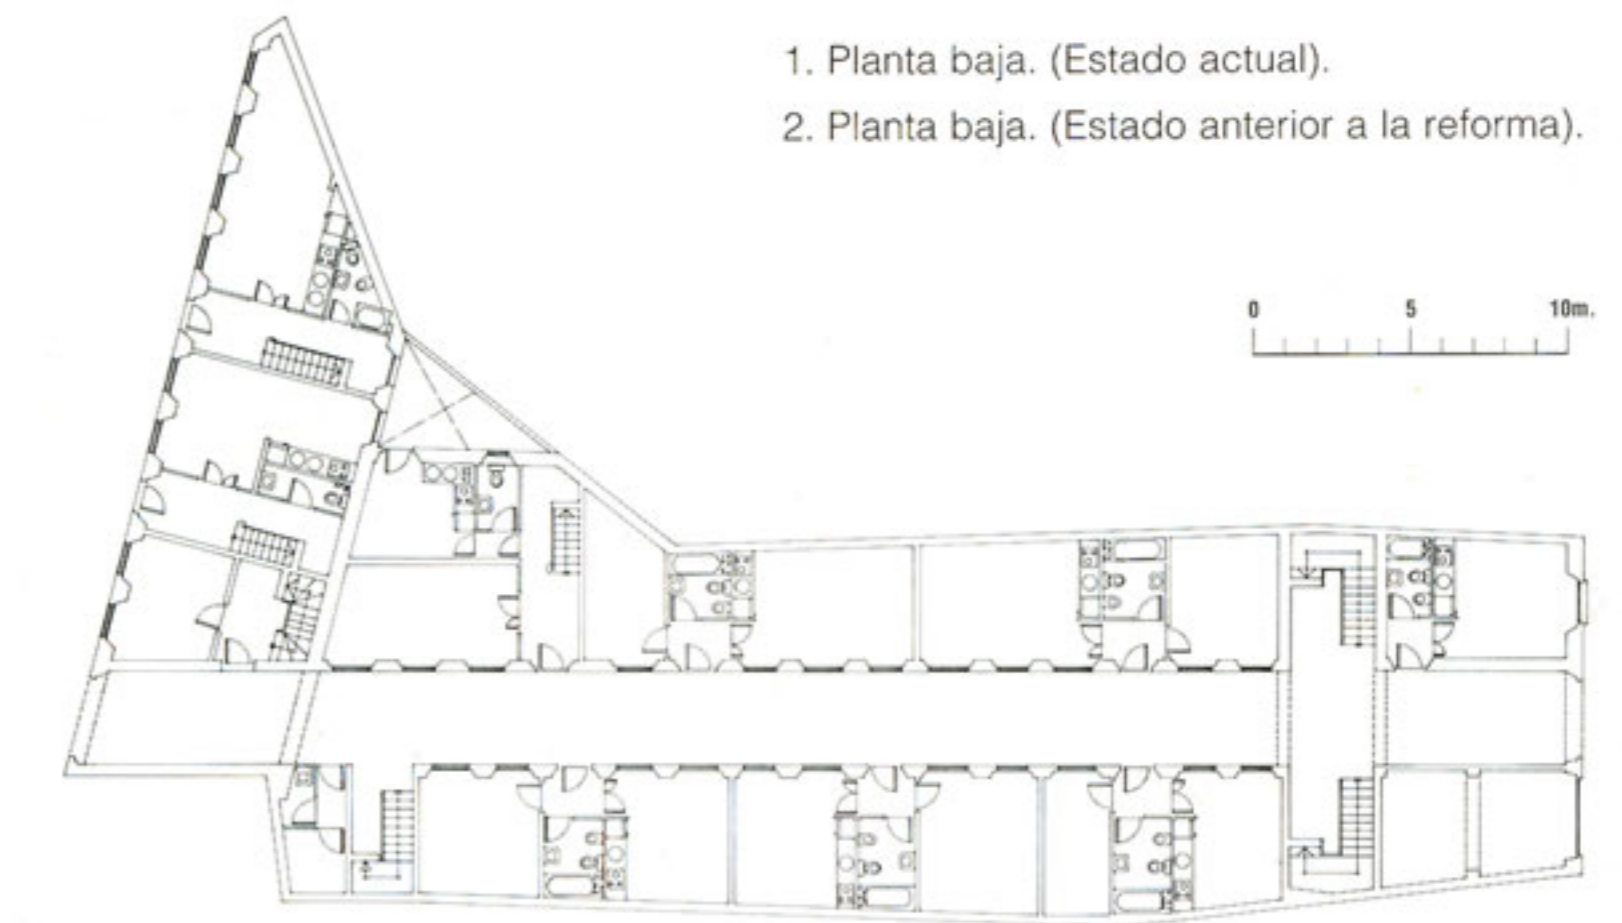 1. Planta baja. (Estado actual).
2. Planta baja. (Estado anterior a la reforma).
0 5 10m.